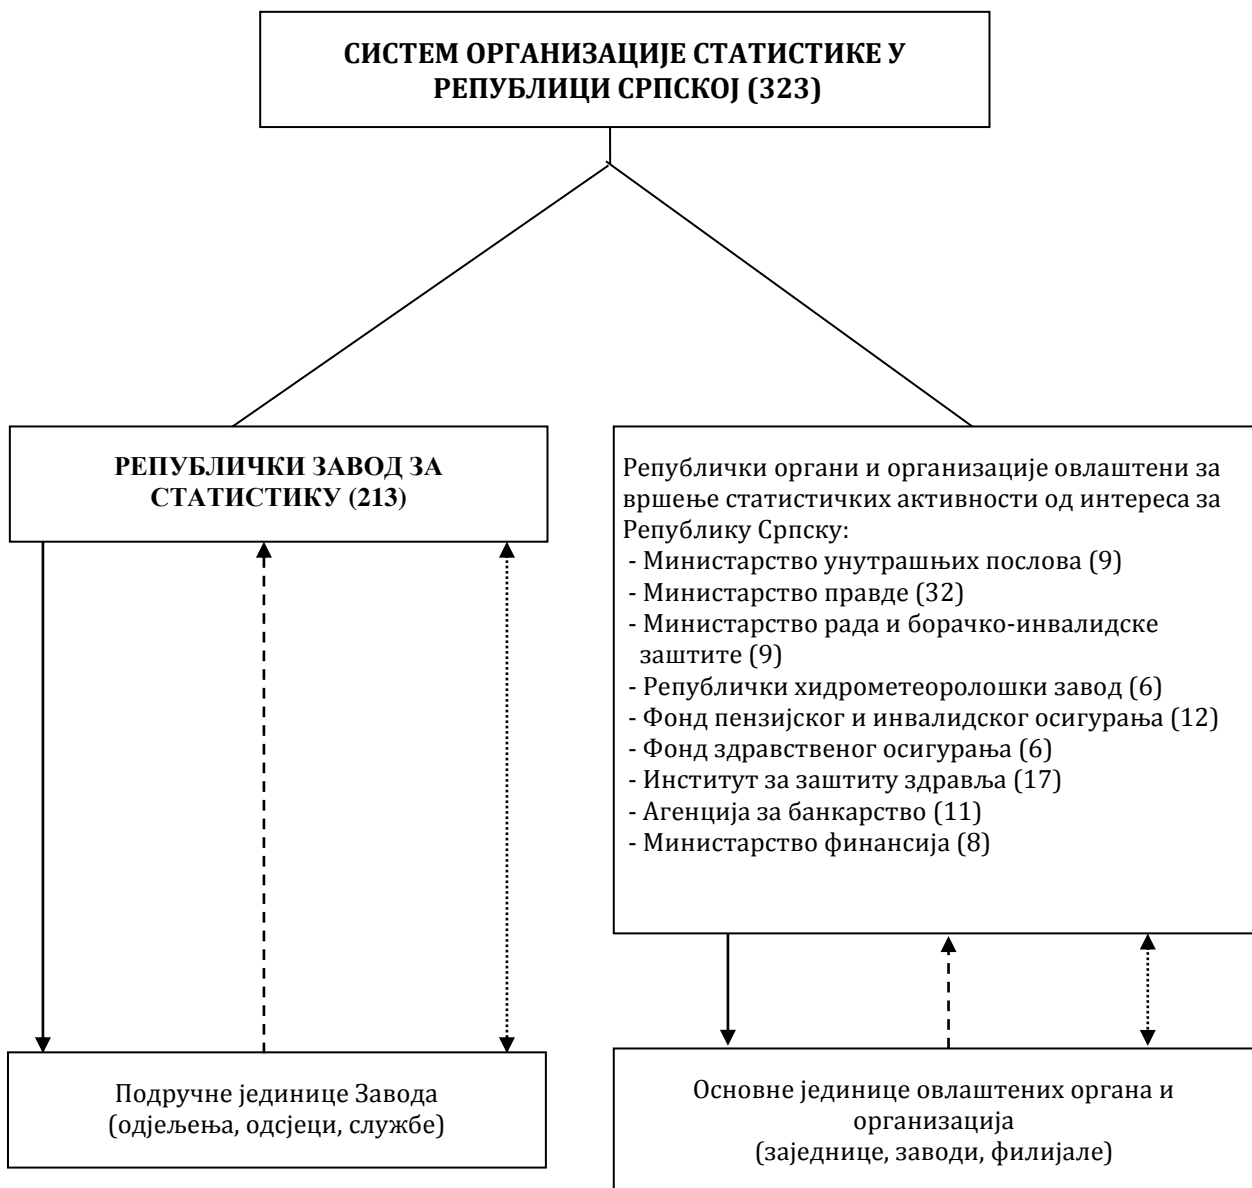 СИСТЕМ ОРГАНИЗАЦИЈЕ СТАТИСТИКЕ У
РЕПУБЛИЦИ СРПСКОЈ (323)
РЕПУБЛИЧКИ ЗАВОД ЗА
СТАТИСТИКУ (213)
Републички органи и организације овлаштени за
вршење статистичких активности од интереса за
Републику Српску:
- Министарство унутрашњих послова (9)
- Министарство правде (32)
- Министарство рада и борачко-инвалидске
заштите (9)
- Републички хидрометеоролошки завод (6)
- Фонд пензијског и инвалидског осигурања (12)
- Фонд здравственог осигурања (6)
- Институт за заштиту здравља (17)
- Агенција за банкарство (11)
- Министарство финансија (8)
Подручне јединице Завода
(одјељења, одсјеци, службе)
Основне јединице овлаштених органа и
организација
(заједнице, заводи, филијале)